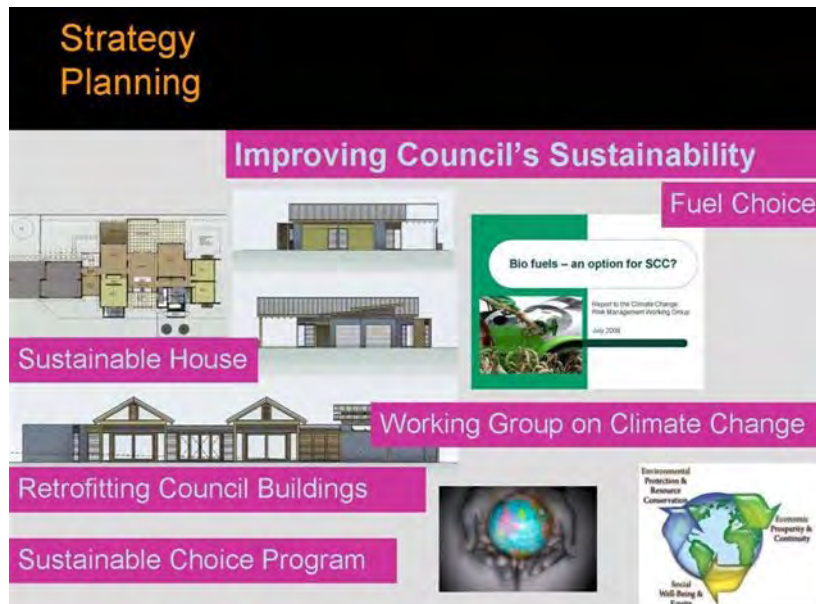 Strategy
Planning
Improving Council's Sustainability
Fuel Choice
Bio fuels – an option for SCC?
Report to the Climate Change
Risk Management Working Group
July 2008
Sustainable House
Working Group on Climate Change
Retrofitting Council Buildings
Sustainable Choice Program
Environmental
Protection &
Resource
Conservation
Economic
Prosperity &
Continuity
Social
Well-Being &